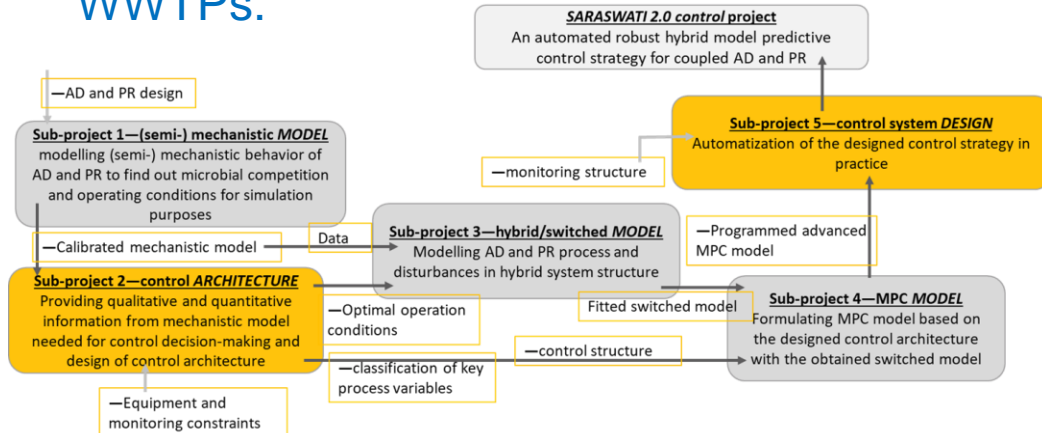 WWTPs.
SARASWATI 2.0 control project
An automated robust hybrid model predictive
control strategy for coupled AD and PR
—AD and PR design
Sub-project 1—(semi-) mechanistic MODEL
modelling (semi-) mechanistic behavior of
AD and PR to find out microbial competition
and operating conditions for simulation
purposes
Sub-project 5—control system DESIGN
Automatization of the designed control strategy in
practice
—monitoring structure
—Calibrated mechanistic model
Data
Sub-project 3—hybrid/switched MODEL
Modelling AD and PR process and
disturbances in hybrid system structure
—Programmed advanced
MPC model
Sub-project 2—control ARCHITECTURE
Providing qualitative and quantitative
information from mechanistic model
needed for control decision-making and
design of control architecture
—Optimal operation
conditions
Fitted switched model
Sub-project 4—MPC MODEL
Formulating MPC model based on
the designed control architecture
with the obtained switched model
—control structure
—classification of key
process variables
—Equipment and
monitoring constraints